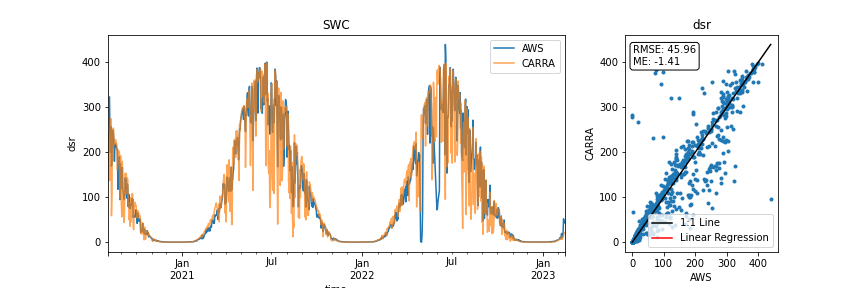 SWC
dsr
400
300
200
100
0
AWS
CARRA
Jan
2021
Jul
Jan
2022
Jul
Jan
2023
time
dsr
CARRA
400
300
200
100
0
RMSE: 45.96
ME: -1.41
1:1 Line
Linear Regression
0 100 200 300 400
AWS